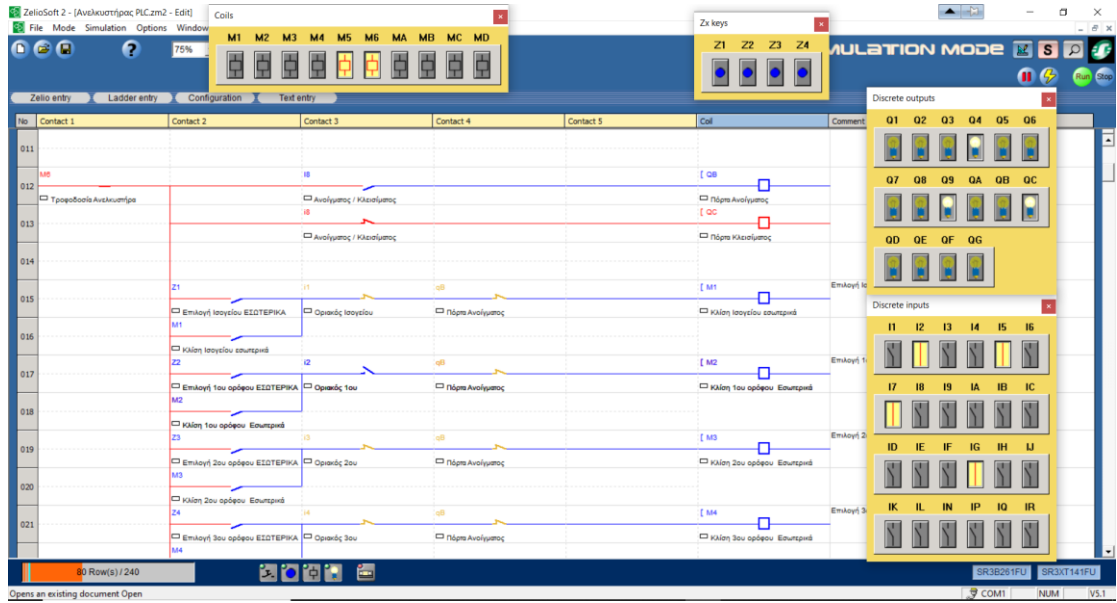 ZelioSoft 2 - [Ανελκυστήρας PLC.zm2 - Edit]
File Mode Simulation Options Window
75%
Coils
M1 M2 M3 M4 M5 M6 MA MB MC MD
Zx keys
Z1 Z2 Z3 Z4
MULATION MODE
S
Run Stop
Zelio entry Ladder entry Configuration Text entry
Discrete outputs
Q1 Q2 Q3 Q4 Q5 Q6
Q7 Q8 Q9 QA QB QC
QD QE QF QG
Discrete inputs
I1 I2 I3 I4 I5 I6
I7 I8 I9 IA IB IC
ID IE IF IG IH IJ
IK IL IN IP IQ IR
No Contact 1 Contact 2 Contact 3 Contact 4 Contact 5 Coil Comment
011
M6 I8 [ QB
012
Τροφοδοσία Ανελκυστήρα Ανοίγματος / Κλεισίματος Πόρτα Ανοίγματος
i8 [ QC
013
Ανοίγματος / Κλεισίματος Πόρτα Κλεισίματος
014
Z1 i1 qB [ M1 Επιλογή
015
Επιλογή Ισογείου ΕΣΩΤΕΡΙΚΑ Οριακός Ισογείου Πόρτα Ανοίγματος Κλίση Ισογείου εσωτερικά
M1
016
Κλίση Ισογείου εσωτερικά
Z2 i2 qB [ M2 Επιλογή
017
Επιλογή 1ου ορόφου ΕΣΩΤΕΡΙΚΑ Οριακός 1ου Πόρτα Ανοίγματος Κλίση 1ου ορόφου Εσωτερικά
M2
018
Κλίση 1ου ορόφου Εσωτερικά
Z3 i3 qB [ M3 Επιλογή
019
Επιλογή 2ου ορόφου ΕΣΩΤΕΡΙΚΑ Οριακός 2ου Πόρτα Ανοίγματος Κλίση 2ου ορόφου Εσωτερικά
M3
020
Κλίση 2ου ορόφου Εσωτερικά
Z4 i4 qB [ M4 Επιλογή
021
Επιλογή 3ου ορόφου ΕΣΩΤΕΡΙΚΑ Οριακός 3ου Πόρτα Ανοίγματος Κλίση 3ου ορόφου Εσωτερικά
M4
80 Row(s) / 240
SR3B261FU SR3XT141FU
Opens an existing document Open COM1 NUM V5.1